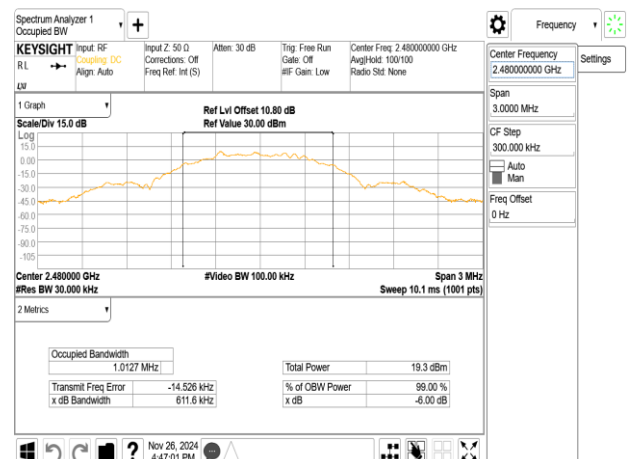 Spectrum Analyzer 1
Occupied BW
Frequency
KEYSIGHT
RL
Input: RF
Coupling: DC
Align: Auto
Input Z: 50 Ω
Corrections: Off
Freq Ref: Int (S)
Atten: 30 dB
Trig: Free Run
Gate: Off
#IF Gain: Low
Center Freq: 2.480000000 GHz
Avg|Hold: 100/100
Radio Std: None
Center Frequency
2.480000000 GHz
Settings
Span
3.0000 MHz
CF Step
300.000 kHz
Auto
Man
Freq Offset
0 Hz
1 Graph
Scale/Div 15.0 dB
Ref Lvl Offset 10.80 dB
Ref Value 30.00 dBm
Log
15.0
0.00
-15.0
-30.0
-45.0
-60.0
-75.0
-90.0
-105
Center 2.480000 GHz
#Video BW 100.00 kHz
Span 3 MHz
#Res BW 30.000 kHz
Sweep 10.1 ms (1001 pts)
2 Metrics
Occupied Bandwidth
1.0127 MHz
Total Power 19.3 dBm
Transmit Freq Error -14.526 kHz
% of OBW Power 99.00 %
x dB Bandwidth 611.6 kHz
x dB -6.00 dB
?
Nov 26, 2024
4:47:01 PM